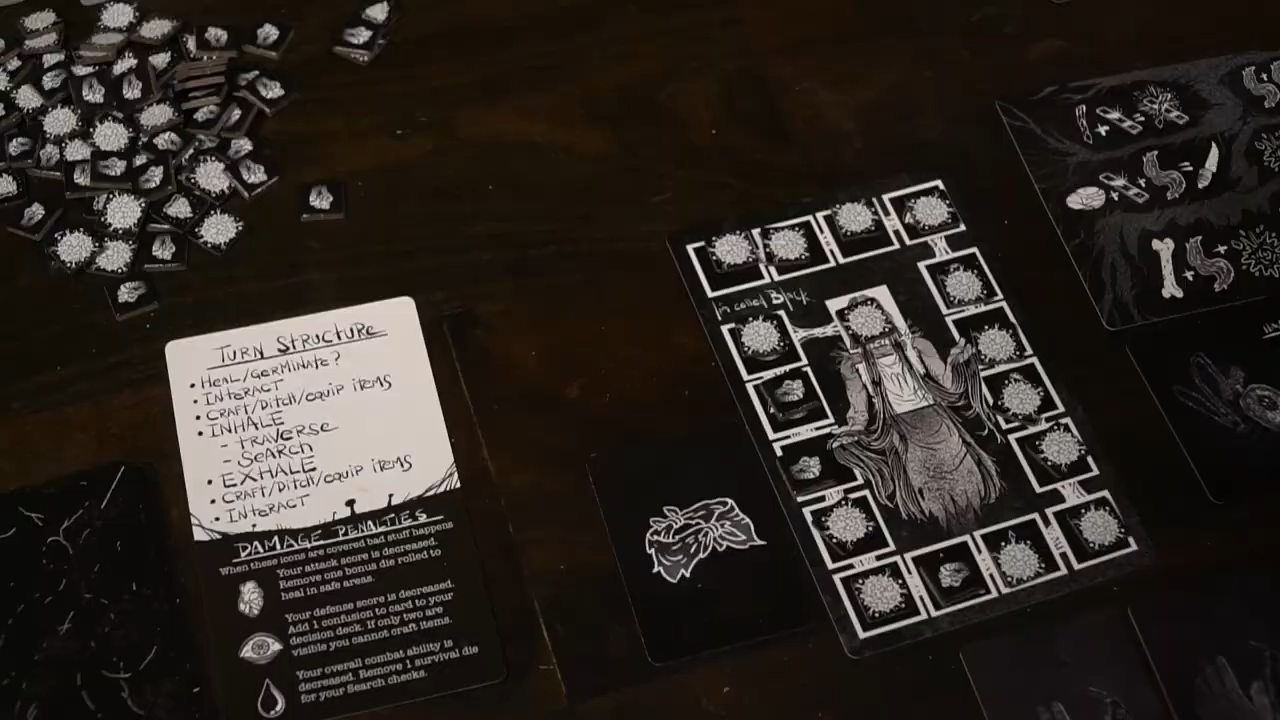 TURN STRUCTURE
• HEAL/GERMINATE?
• INTERACT
• CRAFT/DITCH/EQUIP ITEMS
• INHALE
- TRAVERSE
- SEARCH
• EXHALE
• CRAFT/DITCH/EQUIP ITEMS
• INTERACT
DAMAGE PENALTIES
When these icons are covered bad stuff happens
Your attack score is decreased.
Remove one bonus die rolled to
heal in safe areas.
Your defense score is decreased.
Add 1 confusion to card to your
decision deck. If only two are
visible you cannot craft items.
Your overall combat ability is
decreased. Remove 1 survival die
for your Search checks.
I'm called Black